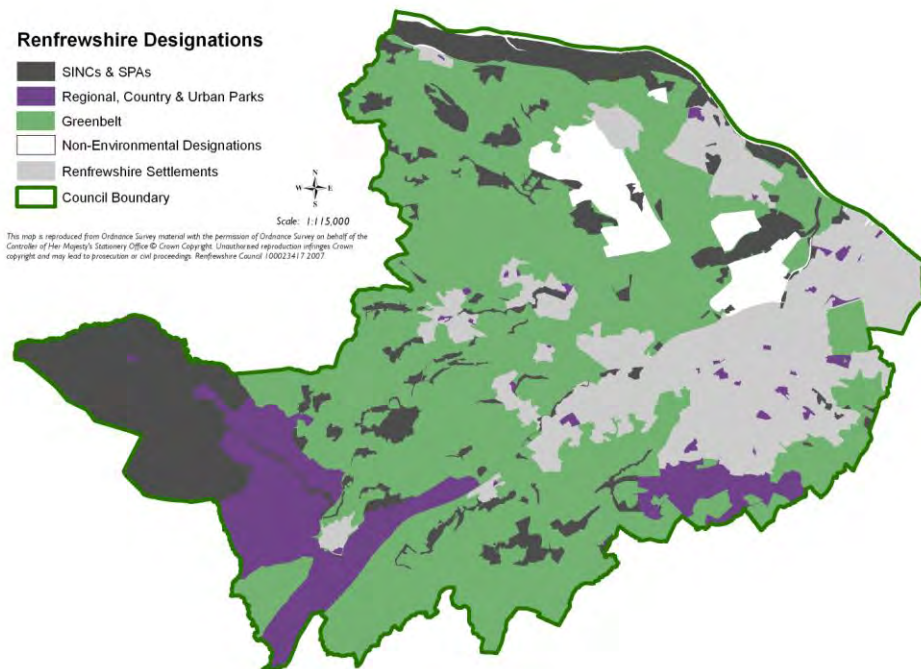 Renfrewshire Designations
SINCs & SPAs
Regional, Country & Urban Parks
Greenbelt
Non-Environmental Designations
Renfrewshire Settlements
Council Boundary
N
W E
S
Scale: 1:115,000
This map is reproduced from Ordnance Survey material with the permission of Ordnance Survey on behalf of the
Controller of Her Majesty's Stationery Office © Crown Copyright. Unauthorised reproduction infringes Crown
copyright and may lead to prosecution or civil proceedings. Renfrewshire Council 100023417 2007.